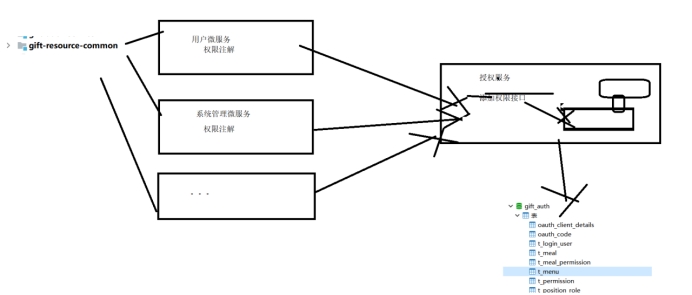 gift-resource-common
用户微服务
权限注解
系统管理微服务
权限注解
. . .
授权服务
添加权限接口
gift_auth
表
oauth_client_details
oauth_code
t_login_user
t_meal
t_meal_permission
t_menu
t_permission
t_position_role